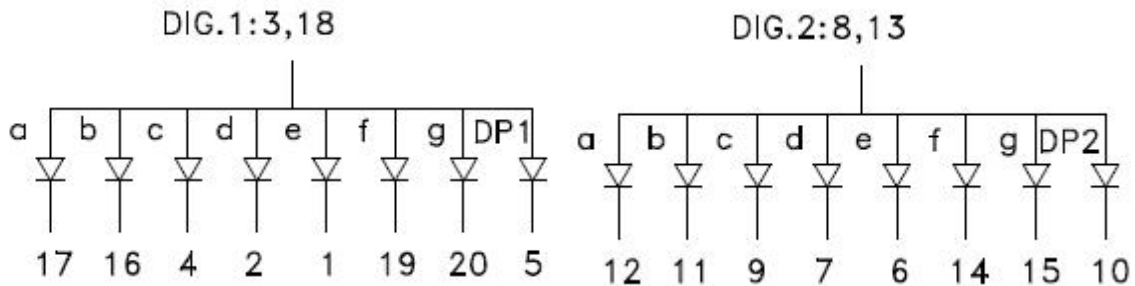 DIG.1:3,18
DIG.2:8,13
a b c d e f g DP1
a b c d e f g DP2
17 16 4 2 1 19 20 5
12 11 9 7 6 14 15 10